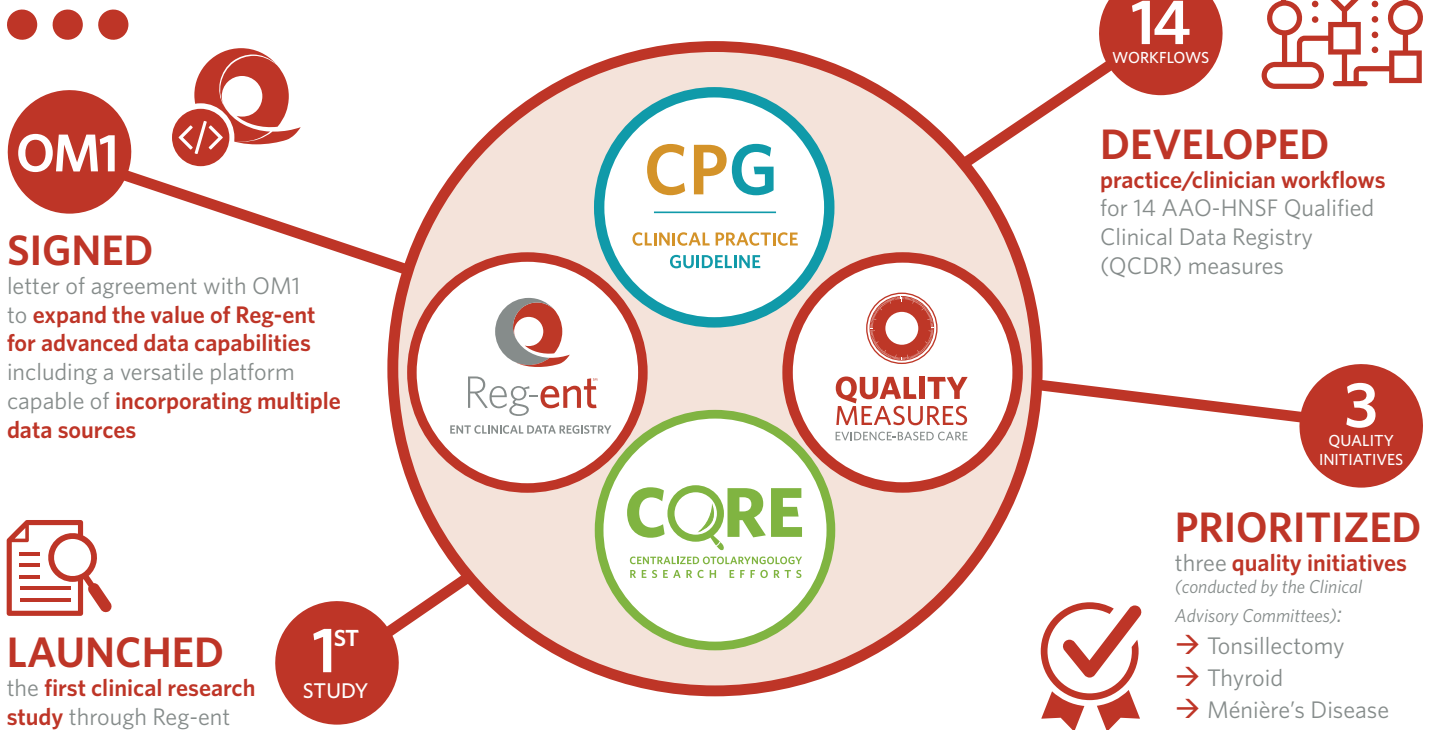 OM1
</>
SIGNED
letter of agreement with OM1
to expand the value of Reg-ent
for advanced data capabilities
including a versatile platform
capable of incorporating multiple
data sources
LAUNCHED
the first clinical research
study through Reg-ent
1ST
STUDY
CPG
CLINICAL PRACTICE
GUIDELINE
Reg-ent™
ENT CLINICAL DATA REGISTRY
QUALITY
MEASURES
EVIDENCE-BASED CARE
CORE
CENTRALIZED OTOLARYNGOLOGY
RESEARCH EFFORTS
14
WORKFLOWS
DEVELOPED
practice/clinician workflows
for 14 AAO-HNSF Qualified
Clinical Data Registry
(QCDR) measures
3
QUALITY
INITIATIVES
PRIORITIZED
three quality initiatives
(conducted by the Clinical
Advisory Committees):
→ Tonsillectomy
→ Thyroid
→ Ménière's Disease